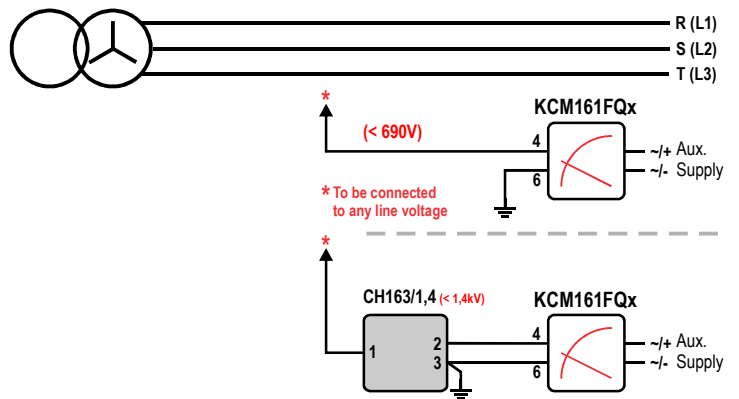 R (L1)
S (L2)
T (L3)
*
KCM161FQx
(< 690V)
4
~/+ Aux.
6
~/- Supply
* To be connected
to any line voltage
*
CH163/1,4 (< 1,4kV)
KCM161FQx
1
2
3
4
~/+ Aux.
6
~/- Supply